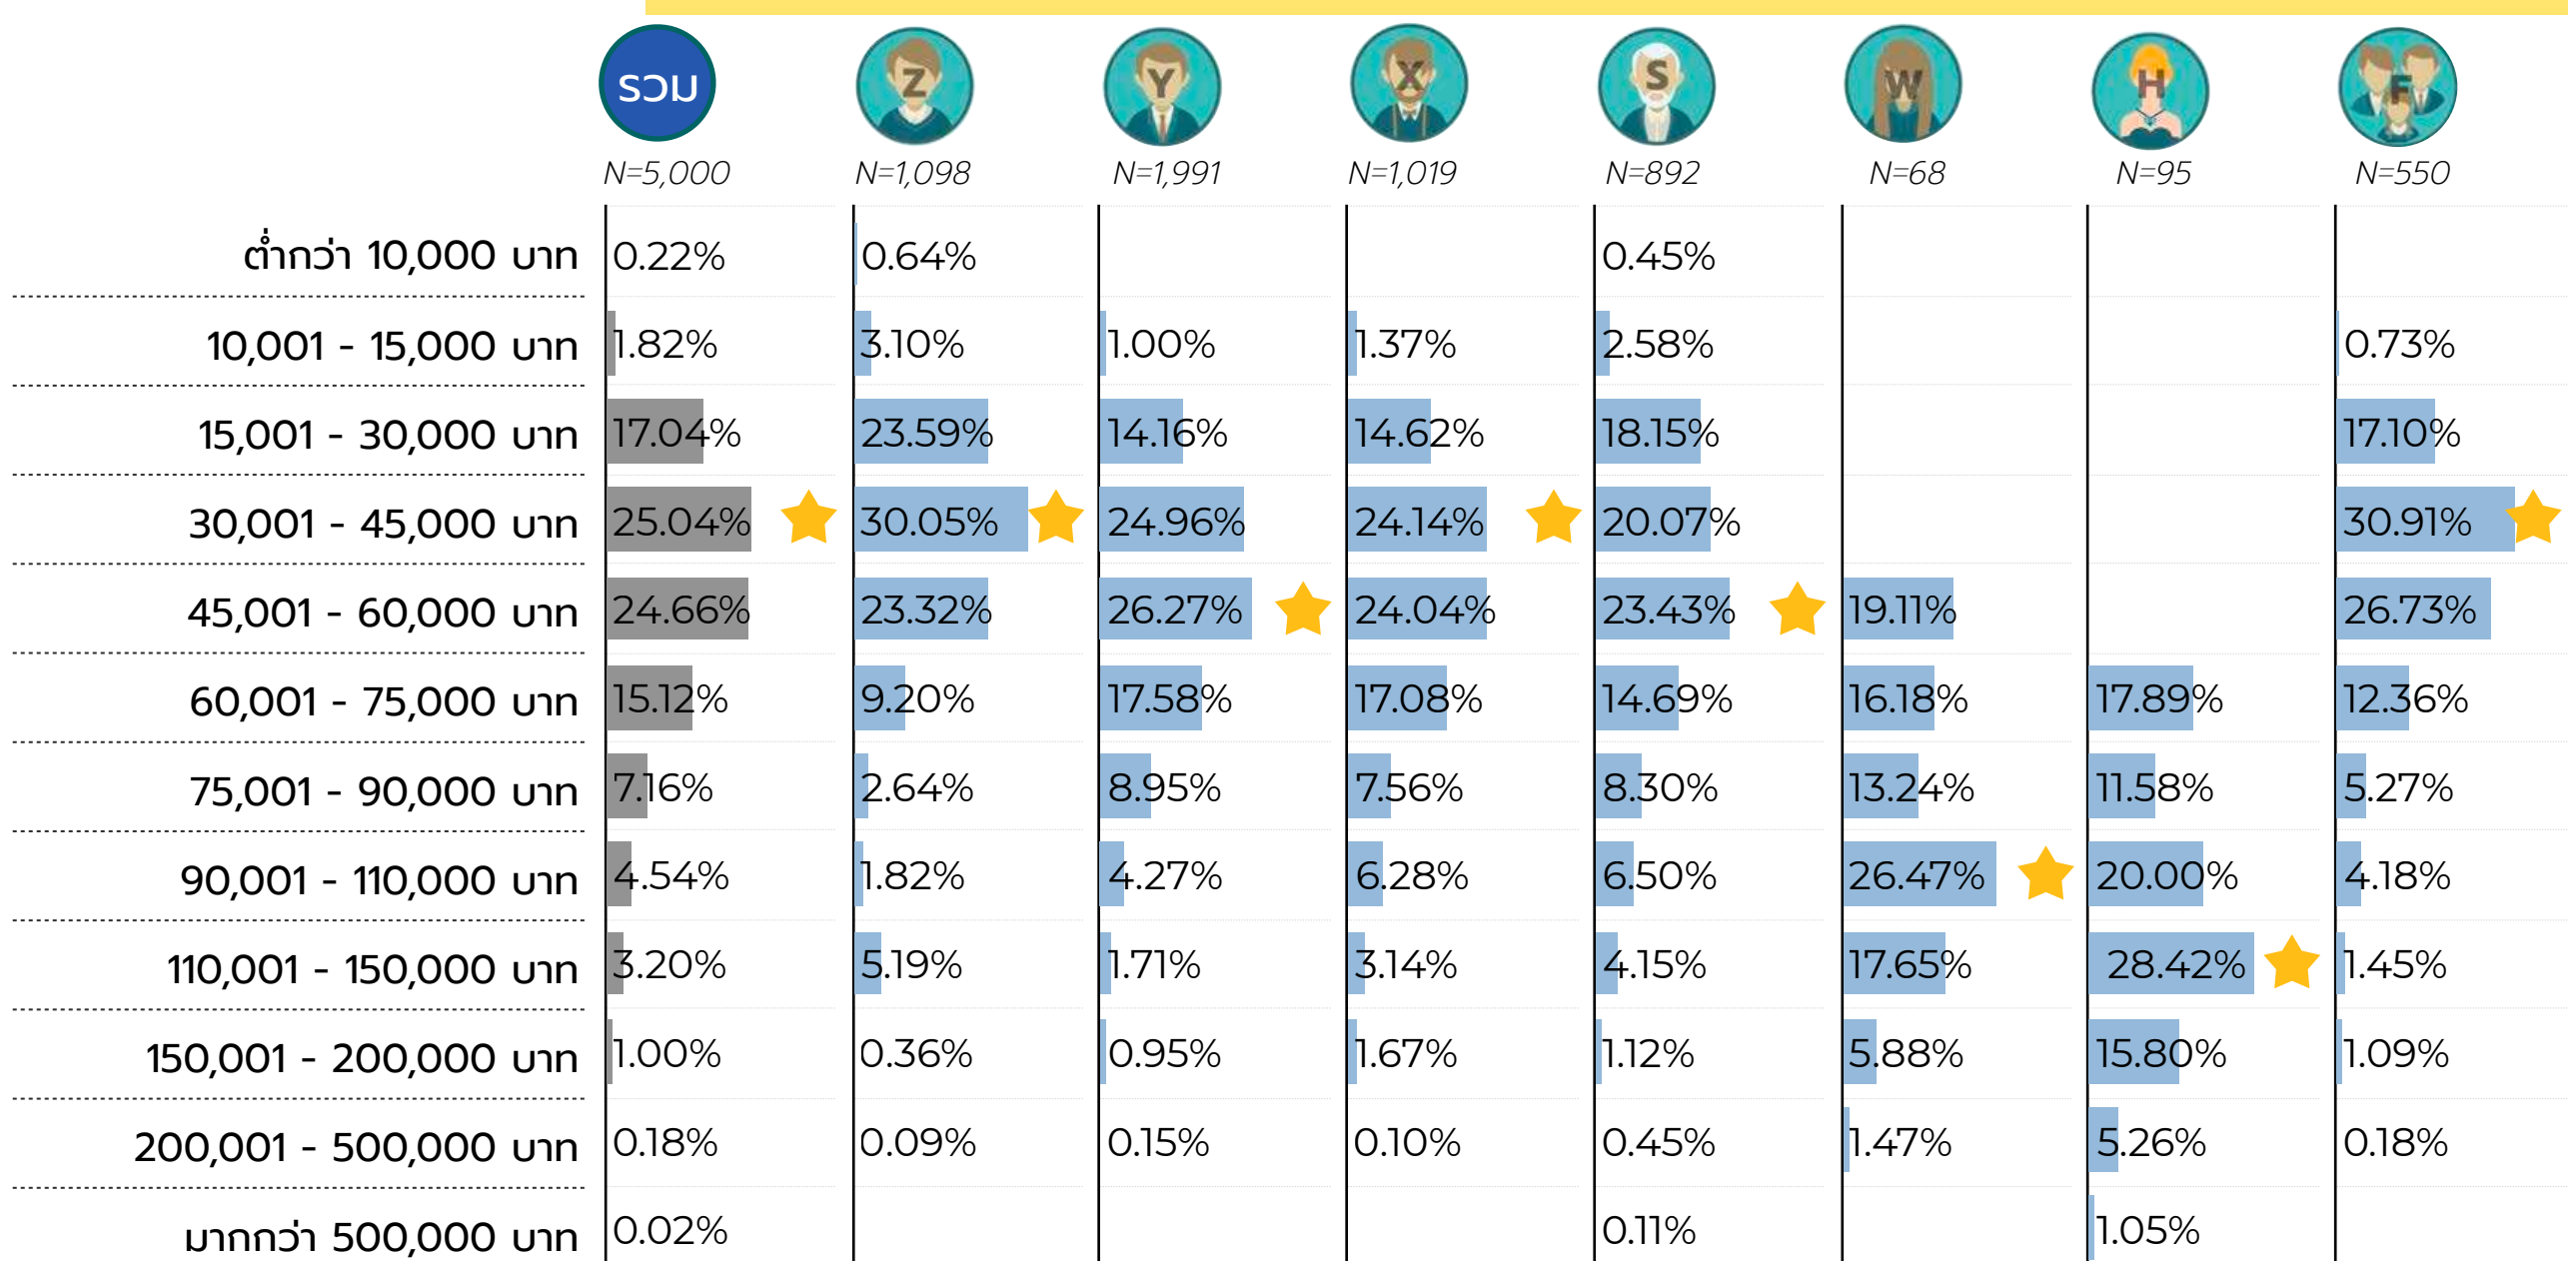 รวม Z Y X S W H F
N=5,000 N=1,098 N=1,991 N=1,019 N=892 N=68 N=95 N=550
ต่ำกว่า 10,000 บาท 0.22% 0.64% 0.45%
10,001 - 15,000 บาท 1.82% 3.10% 1.00% 1.37% 2.58% 0.73%
15,001 - 30,000 บาท 17.04% 23.59% 14.16% 14.62% 18.15% 17.10%
30,001 - 45,000 บาท 25.04% 30.05% 24.96% 24.14% 20.07% 30.91%
45,001 - 60,000 บาท 24.66% 23.32% 26.27% 24.04% 23.43% 19.11% 26.73%
60,001 - 75,000 บาท 15.12% 9.20% 17.58% 17.08% 14.69% 16.18% 17.89% 12.36%
75,001 - 90,000 บาท 7.16% 2.64% 8.95% 7.56% 8.30% 13.24% 11.58% 5.27%
90,001 - 110,000 บาท 4.54% 1.82% 4.27% 6.28% 6.50% 26.47% 20.00% 4.18%
110,001 - 150,000 บาท 3.20% 5.19% 1.71% 3.14% 4.15% 17.65% 28.42% 1.45%
150,001 - 200,000 บาท 1.00% 0.36% 0.95% 1.67% 1.12% 5.88% 15.80% 1.09%
200,001 - 500,000 บาท 0.18% 0.09% 0.15% 0.10% 0.45% 1.47% 5.26% 0.18%
มากกว่า 500,000 บาท 0.02% 0.11% 1.05%